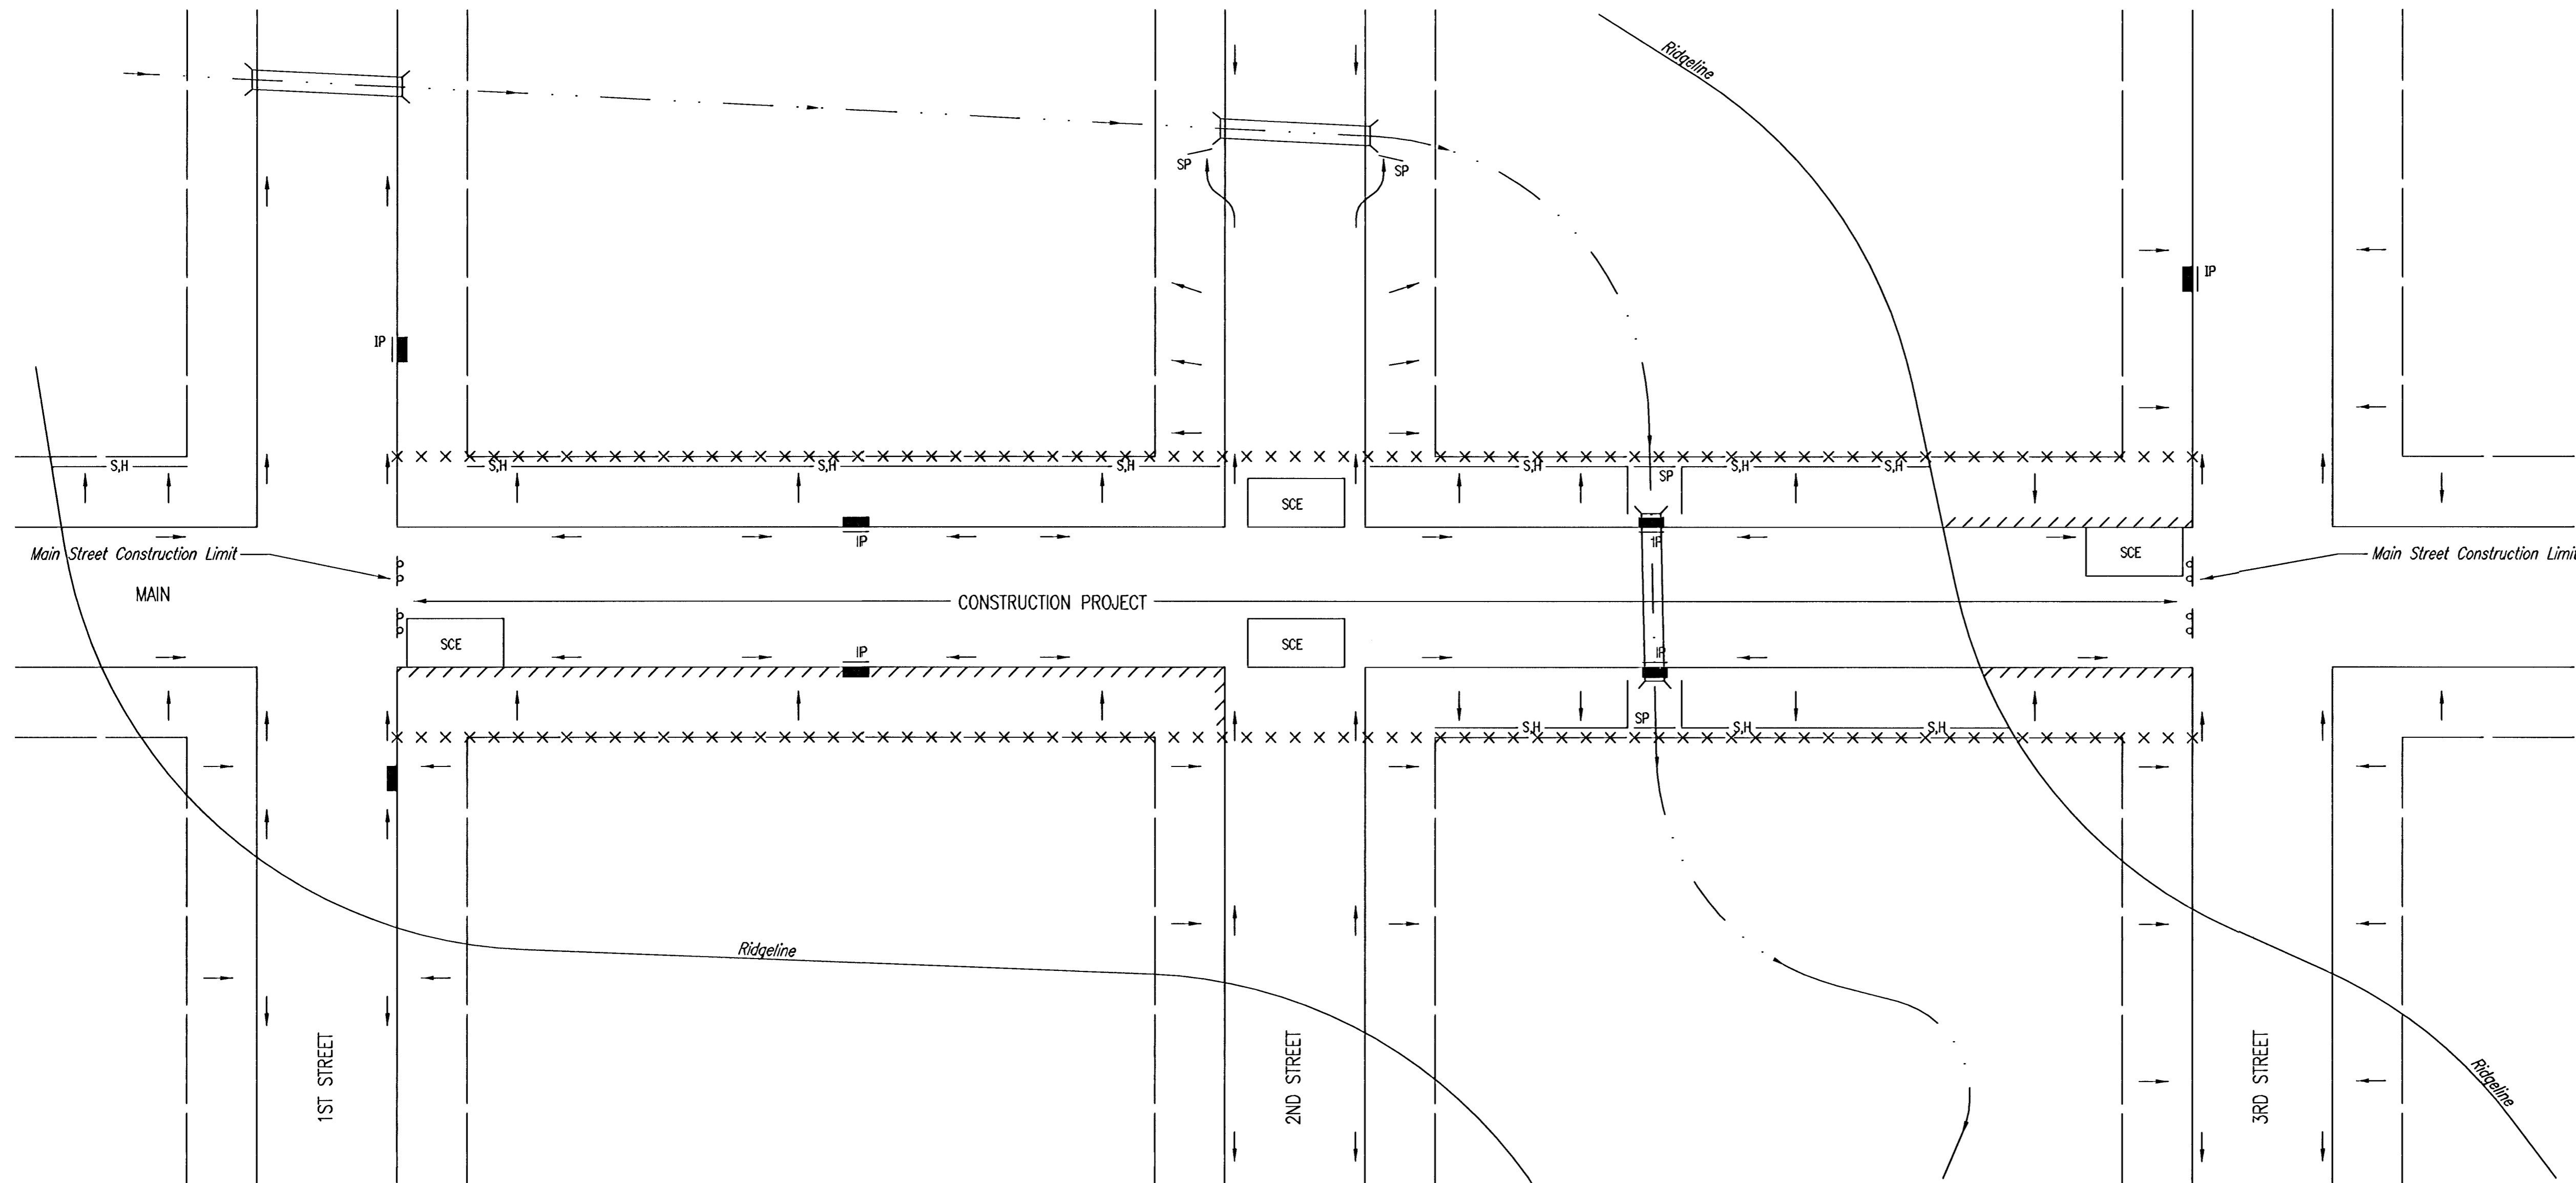 Ridgeline
SP
SP
IP
IP
S,H
S,H
S,H
S,H
S,H
S,H
S,H
SP
SCE
IP
IP
SCE
Main Street Construction Limit
Main Street Construction Limit
MAIN
CONSTRUCTION PROJECT
SCE
SCE
IP
IP
SP
S,H
S,H
S,H
Ridgeline
1ST STREET
2ND STREET
3RD STREET
Ridgeline